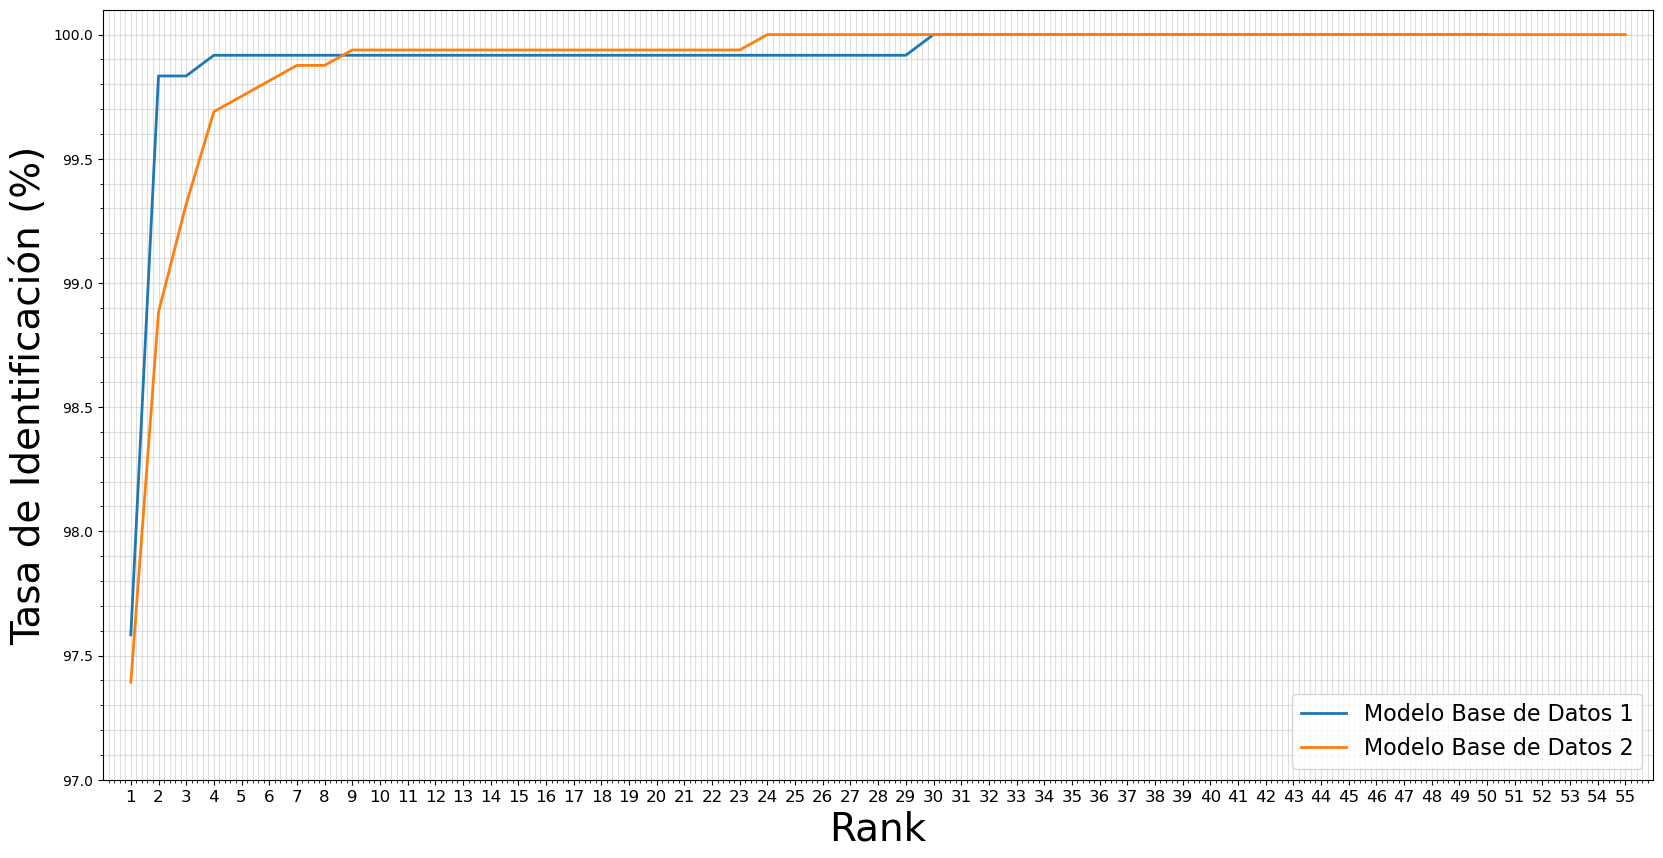 100.0
99.5
99.0
98.5
98.0
97.5
97.0
Tasa de Identificación (%)
1 2 3 4 5 6 7 8 9 10 11 12 13 14 15 16 17 18 19 20 21 22 23 24 25 26 27 28 29 30 31 32 33 34 35 36 37 38 39 40 41 42 43 44 45 46 47 48 49 50 51 52 53 54 55
Rank
Modelo Base de Datos 1
Modelo Base de Datos 2